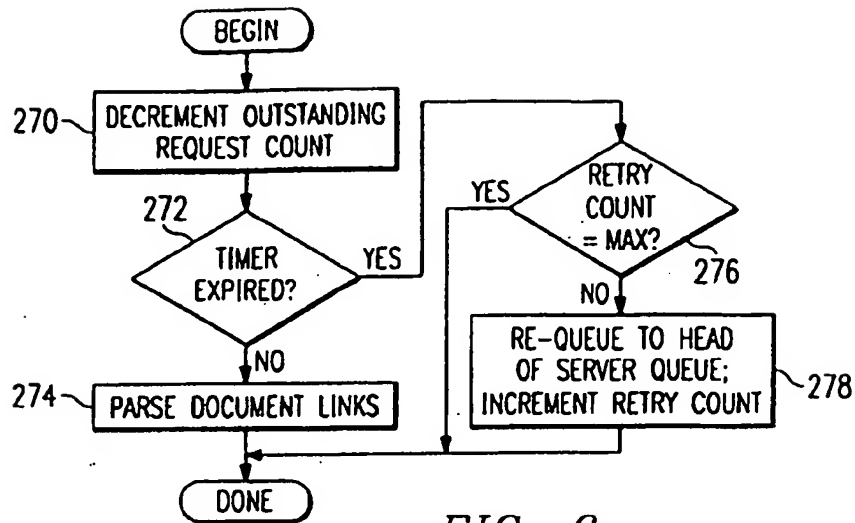 BEGIN
270
DECREMENT OUTSTANDING
REQUEST COUNT
272
TIMER
EXPIRED?
YES
NO
274
PARSE DOCUMENT LINKS
DONE
RETRY
COUNT
= MAX?
YES
276
NO
RE-QUEUE TO HEAD
OF SERVER QUEUE;
INCREMENT RETRY COUNT
278
FIG.